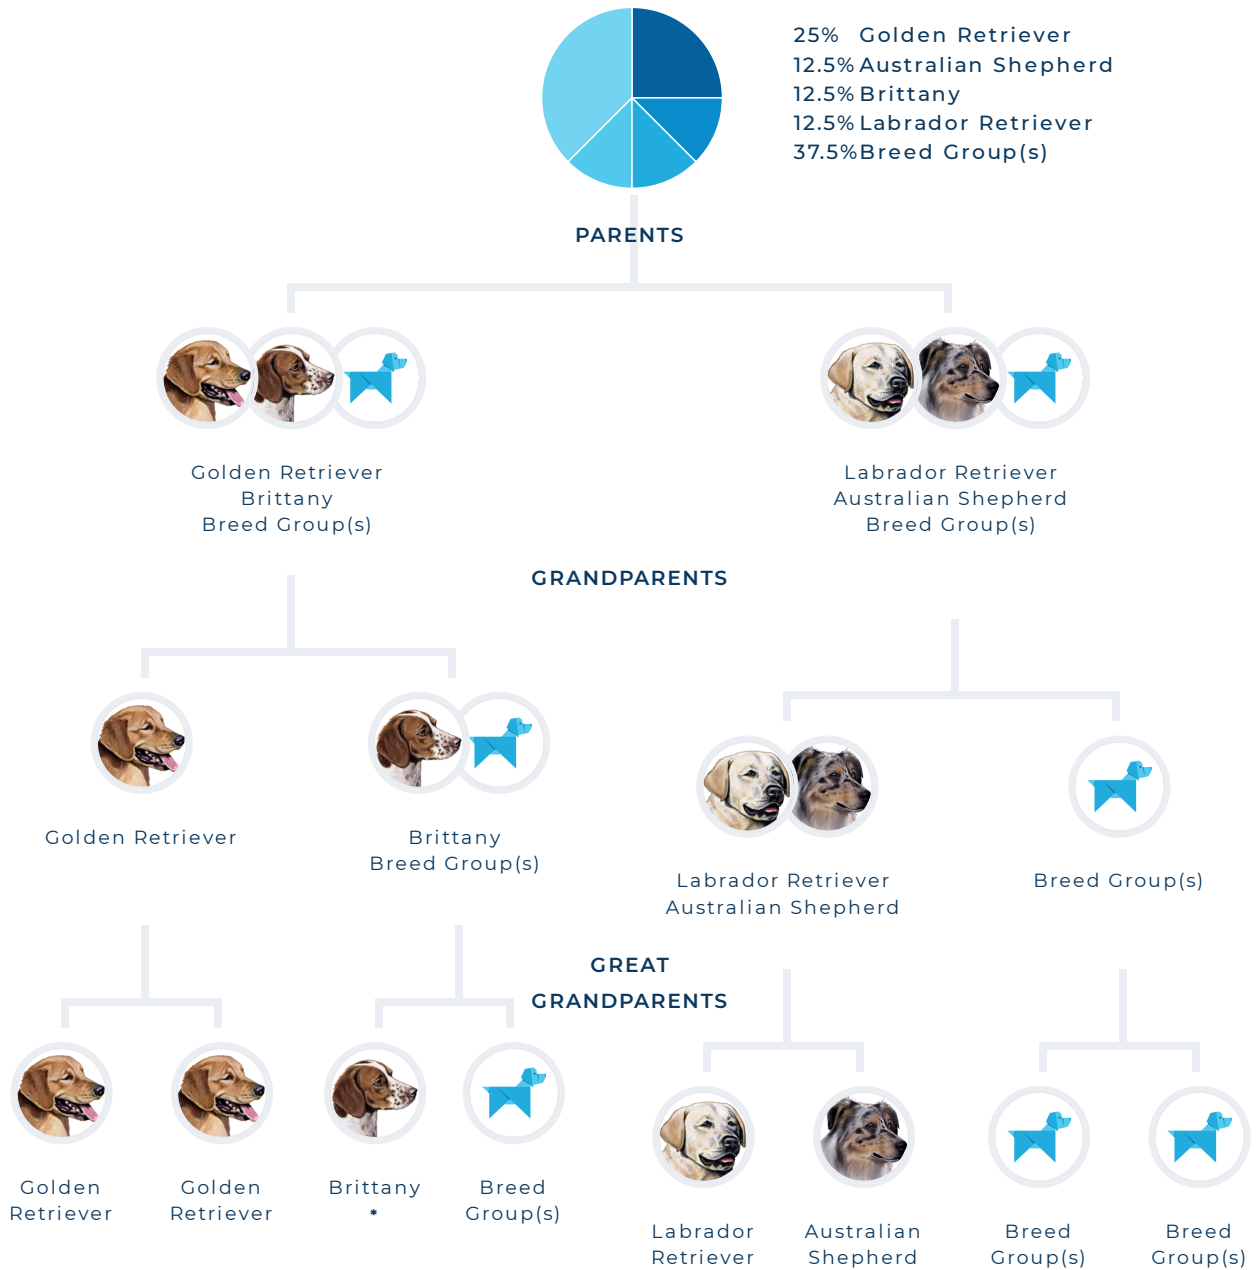 25% Golden Retriever
12.5% Australian Shepherd
12.5% Brittany
12.5% Labrador Retriever
37.5% Breed Group(s)
PARENTS
Golden Retriever
Brittany
Breed Group(s)
Labrador Retriever
Australian Shepherd
Breed Group(s)
GRANDPARENTS
Golden Retriever
Brittany
Breed Group(s)
Labrador Retriever
Australian Shepherd
Breed Group(s)
GREAT
GRANDPARENTS
Golden
Retriever
Golden
Retriever
Brittany
*
Breed
Group(s)
Labrador
Retriever
Australian
Shepherd
Breed
Group(s)
Breed
Group(s)